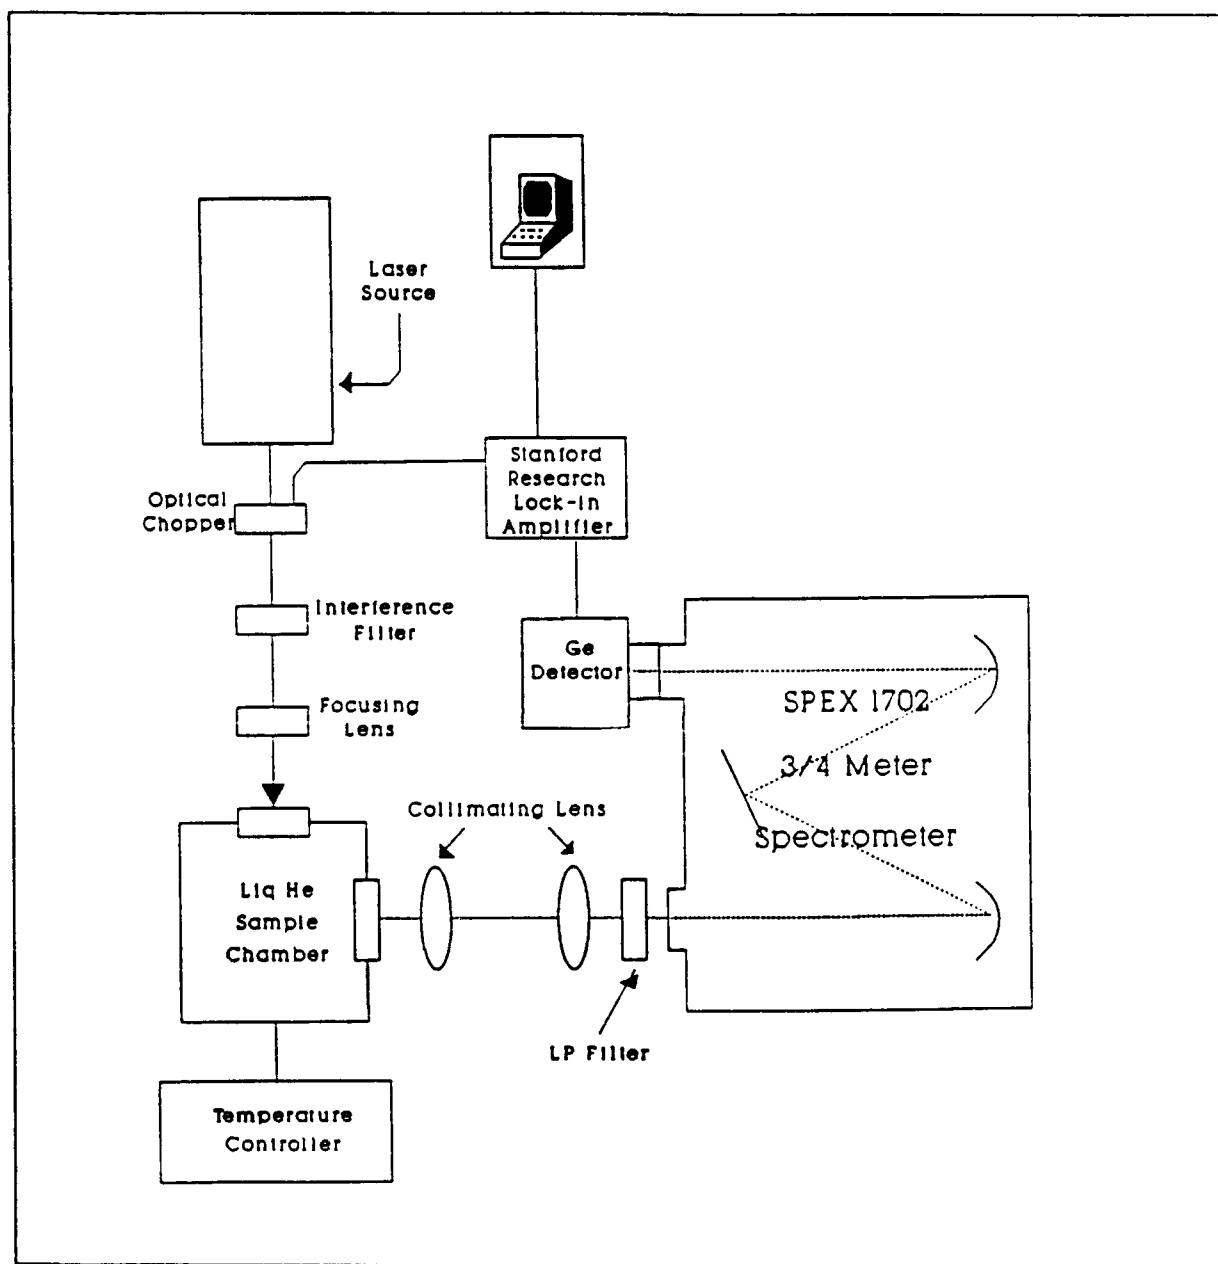 Laser
Source
Stanford
Research
Lock-in
Amplifier
Optical
Chopper
Interference
Filter
Ge
Detector
SPEX 1702
3/4 Meter
Spectrometer
Focusing
Lens
Collimating Lens
Liq He
Sample
Chamber
LP Filter
Temperature
Controller